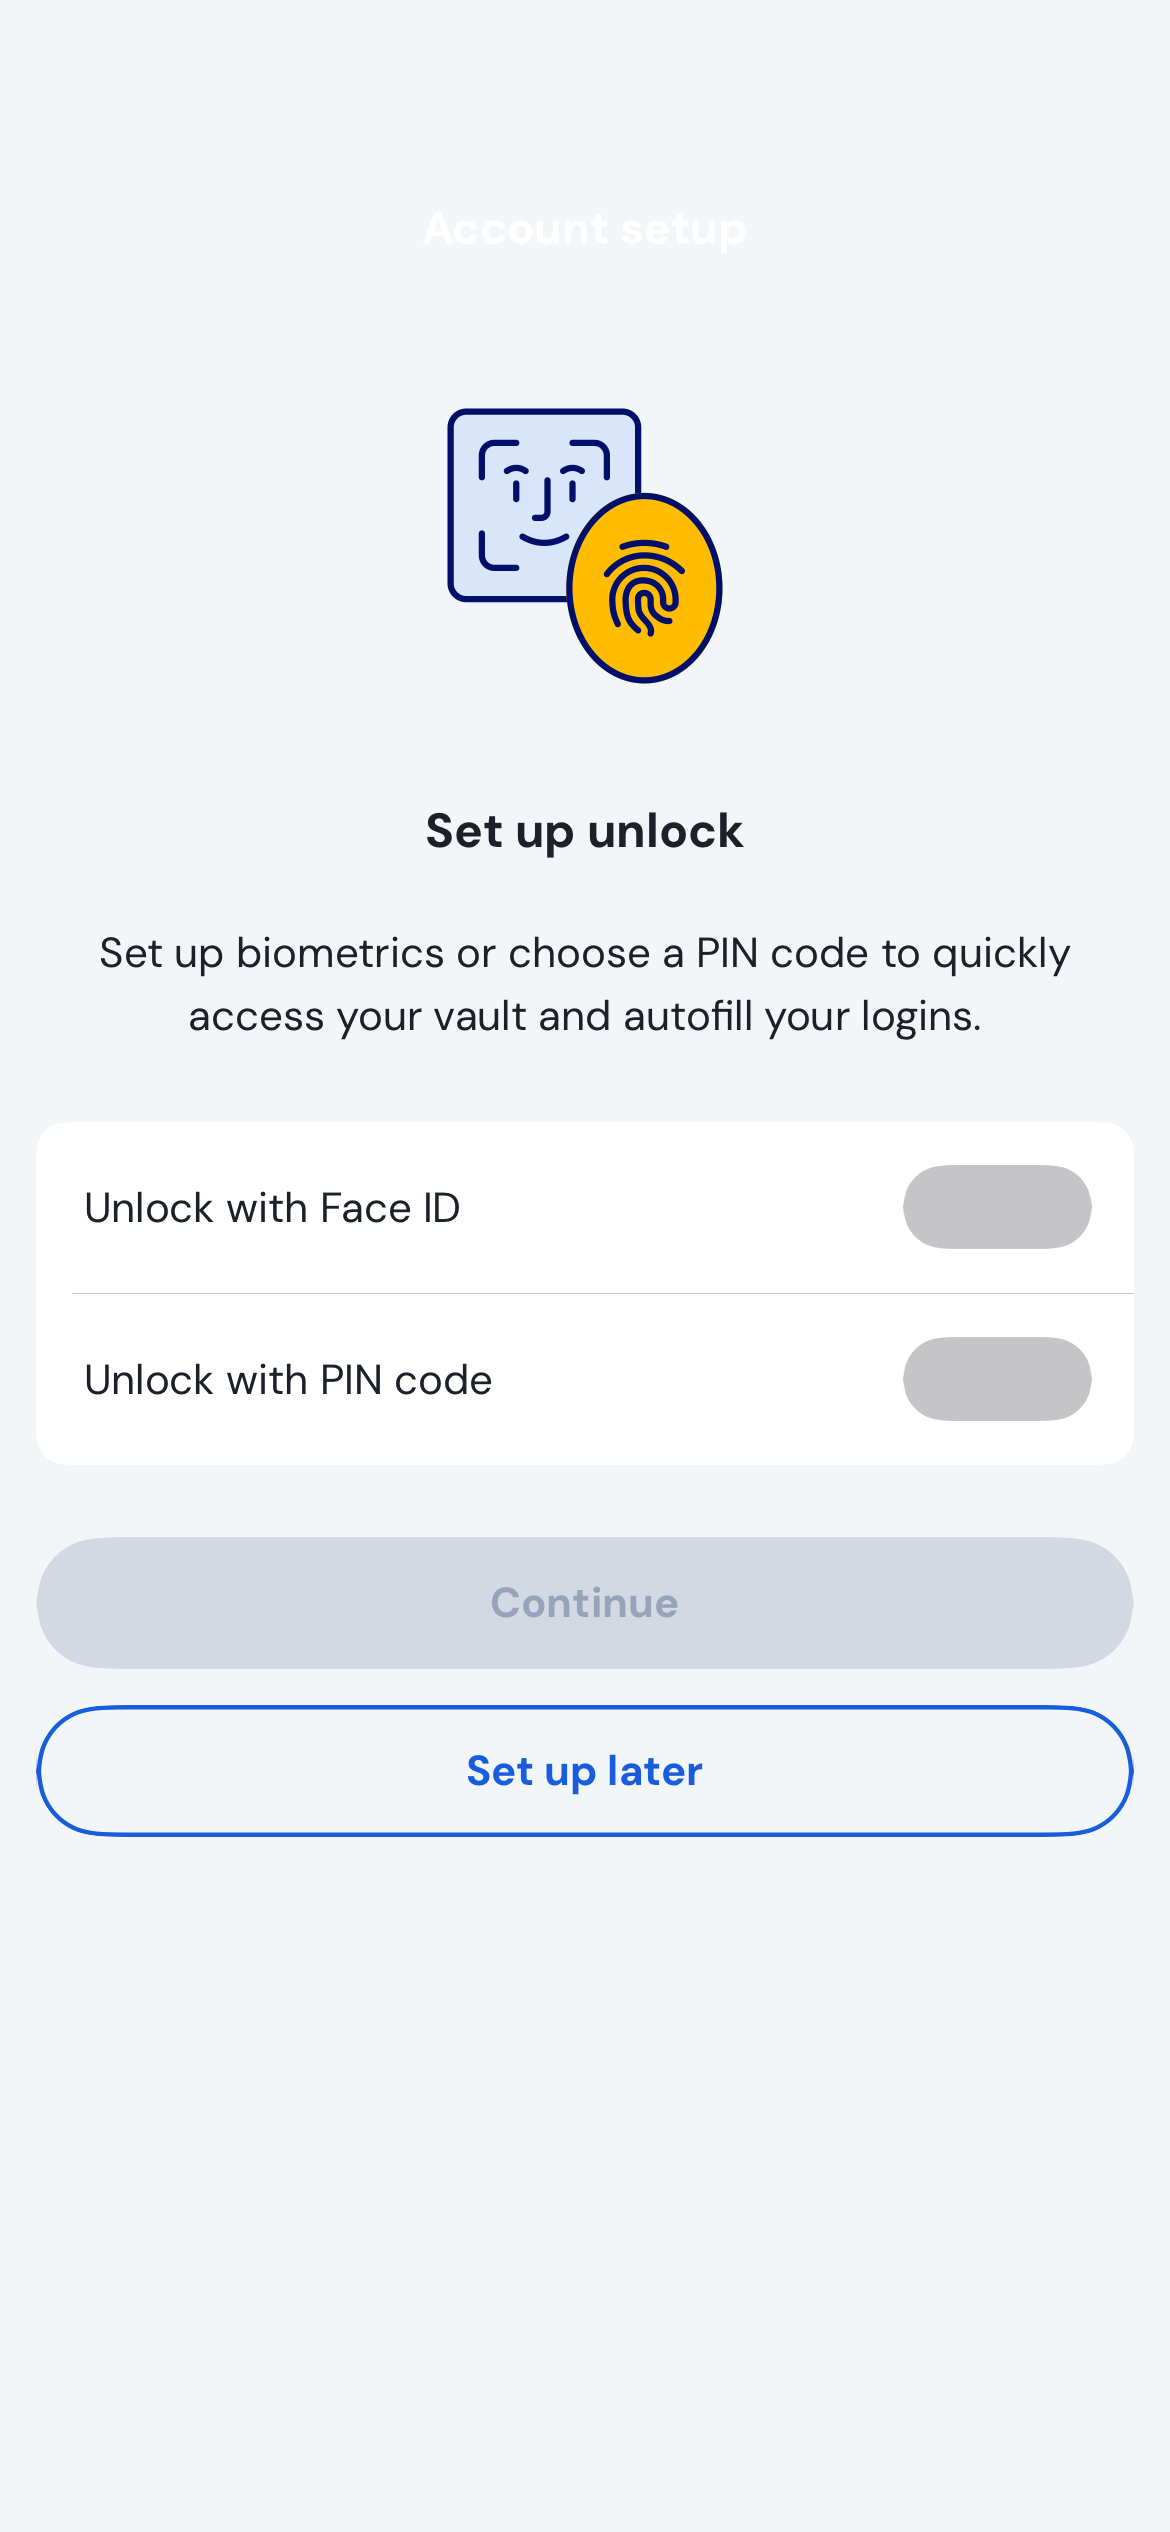 Account setup
Set up unlock
Set up biometrics or choose a PIN code to quickly
access your vault and autofill your logins.
Unlock with Face ID
Unlock with PIN code
Continue
Set up later